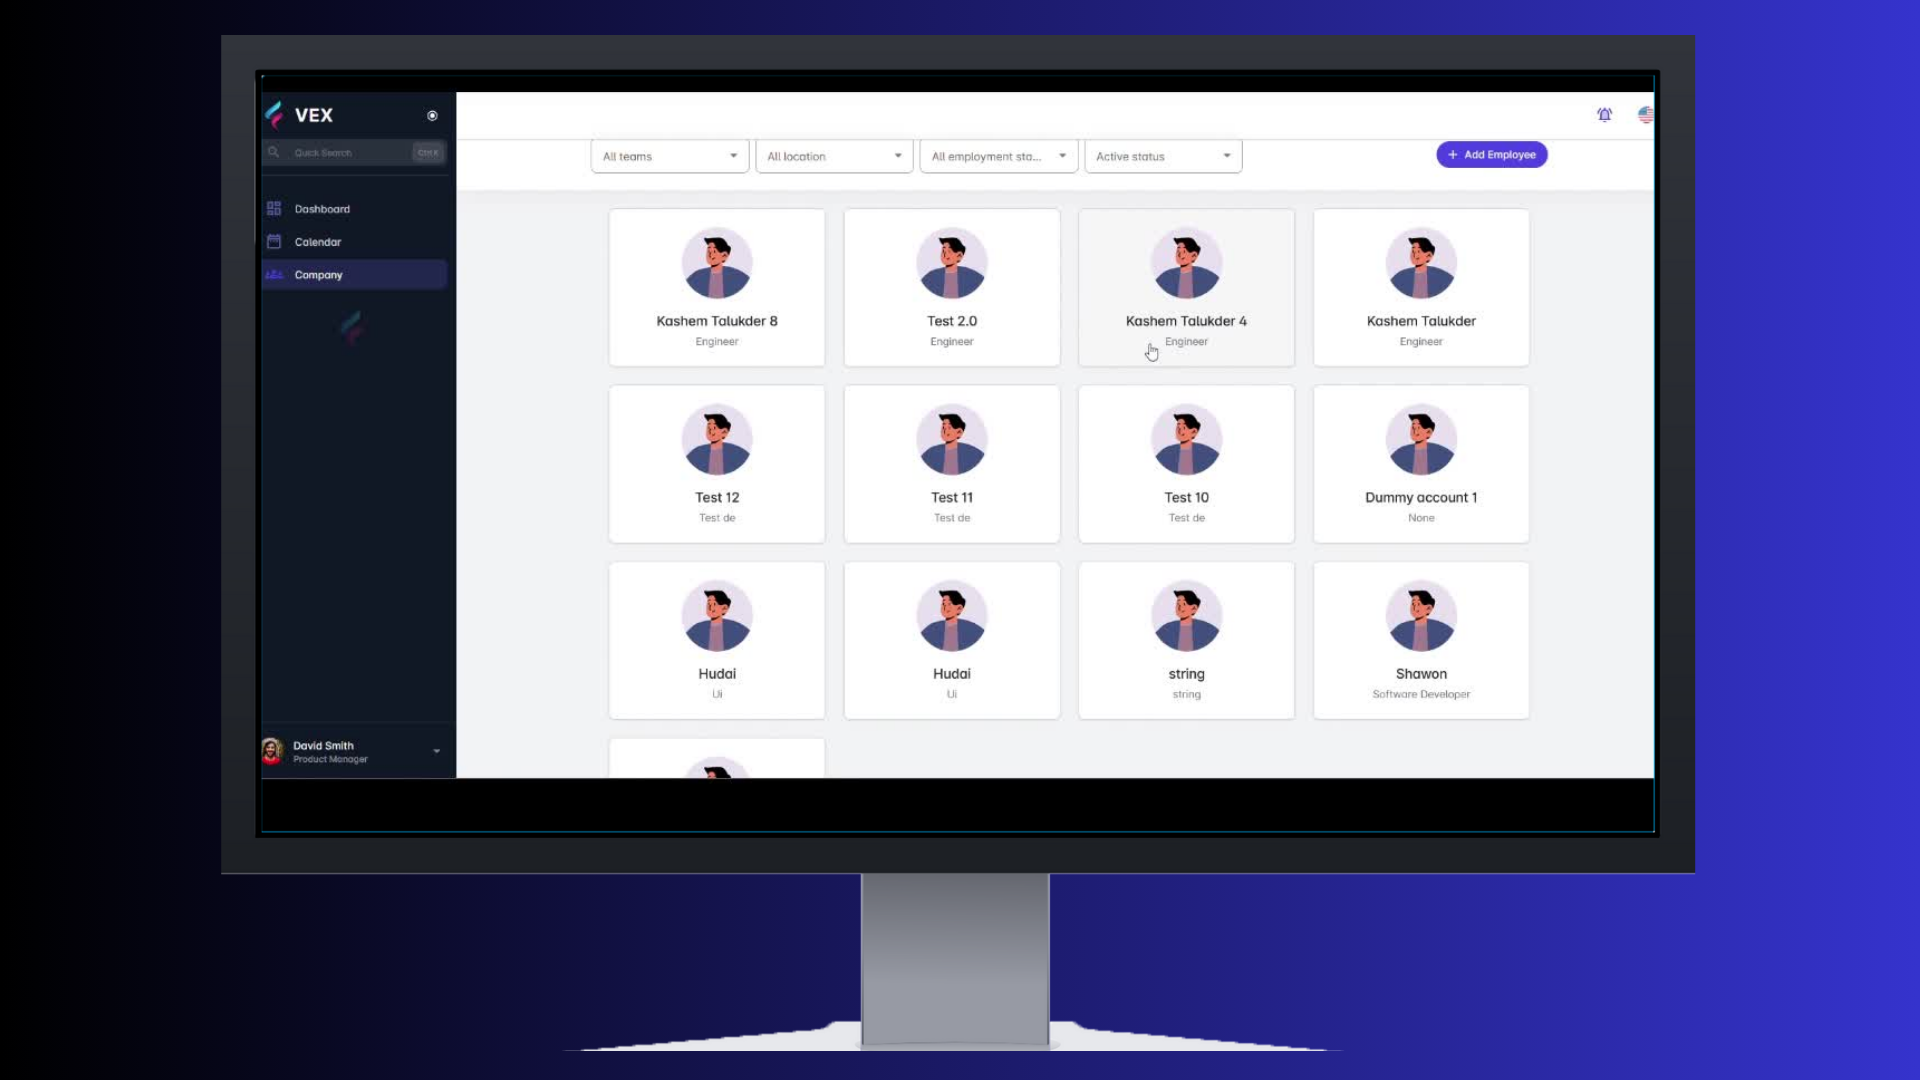 VEX
Quick Search
Ctrl K
Dashboard
Calendar
Company
David Smith
Product Manager
All teams
All location
All employment sta...
Active status
+ Add Employee
Kashem Talukder 8
Engineer
Test 2.0
Engineer
Kashem Talukder 4
Engineer
Kashem Talukder
Engineer
Test 12
Test de
Test 11
Test de
Test 10
Test de
Dummy account 1
None
Hudai
Ui
Hudai
Ui
string
string
Shawon
Software Developer